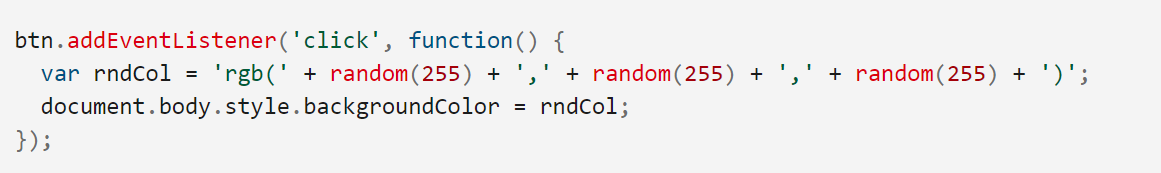 btn.addEventListener('click', function() {
  var rndCol = 'rgb(' + random(255) + ',' + random(255) + ',' + random(255) + ')';
  document.body.style.backgroundColor = rndCol;
});